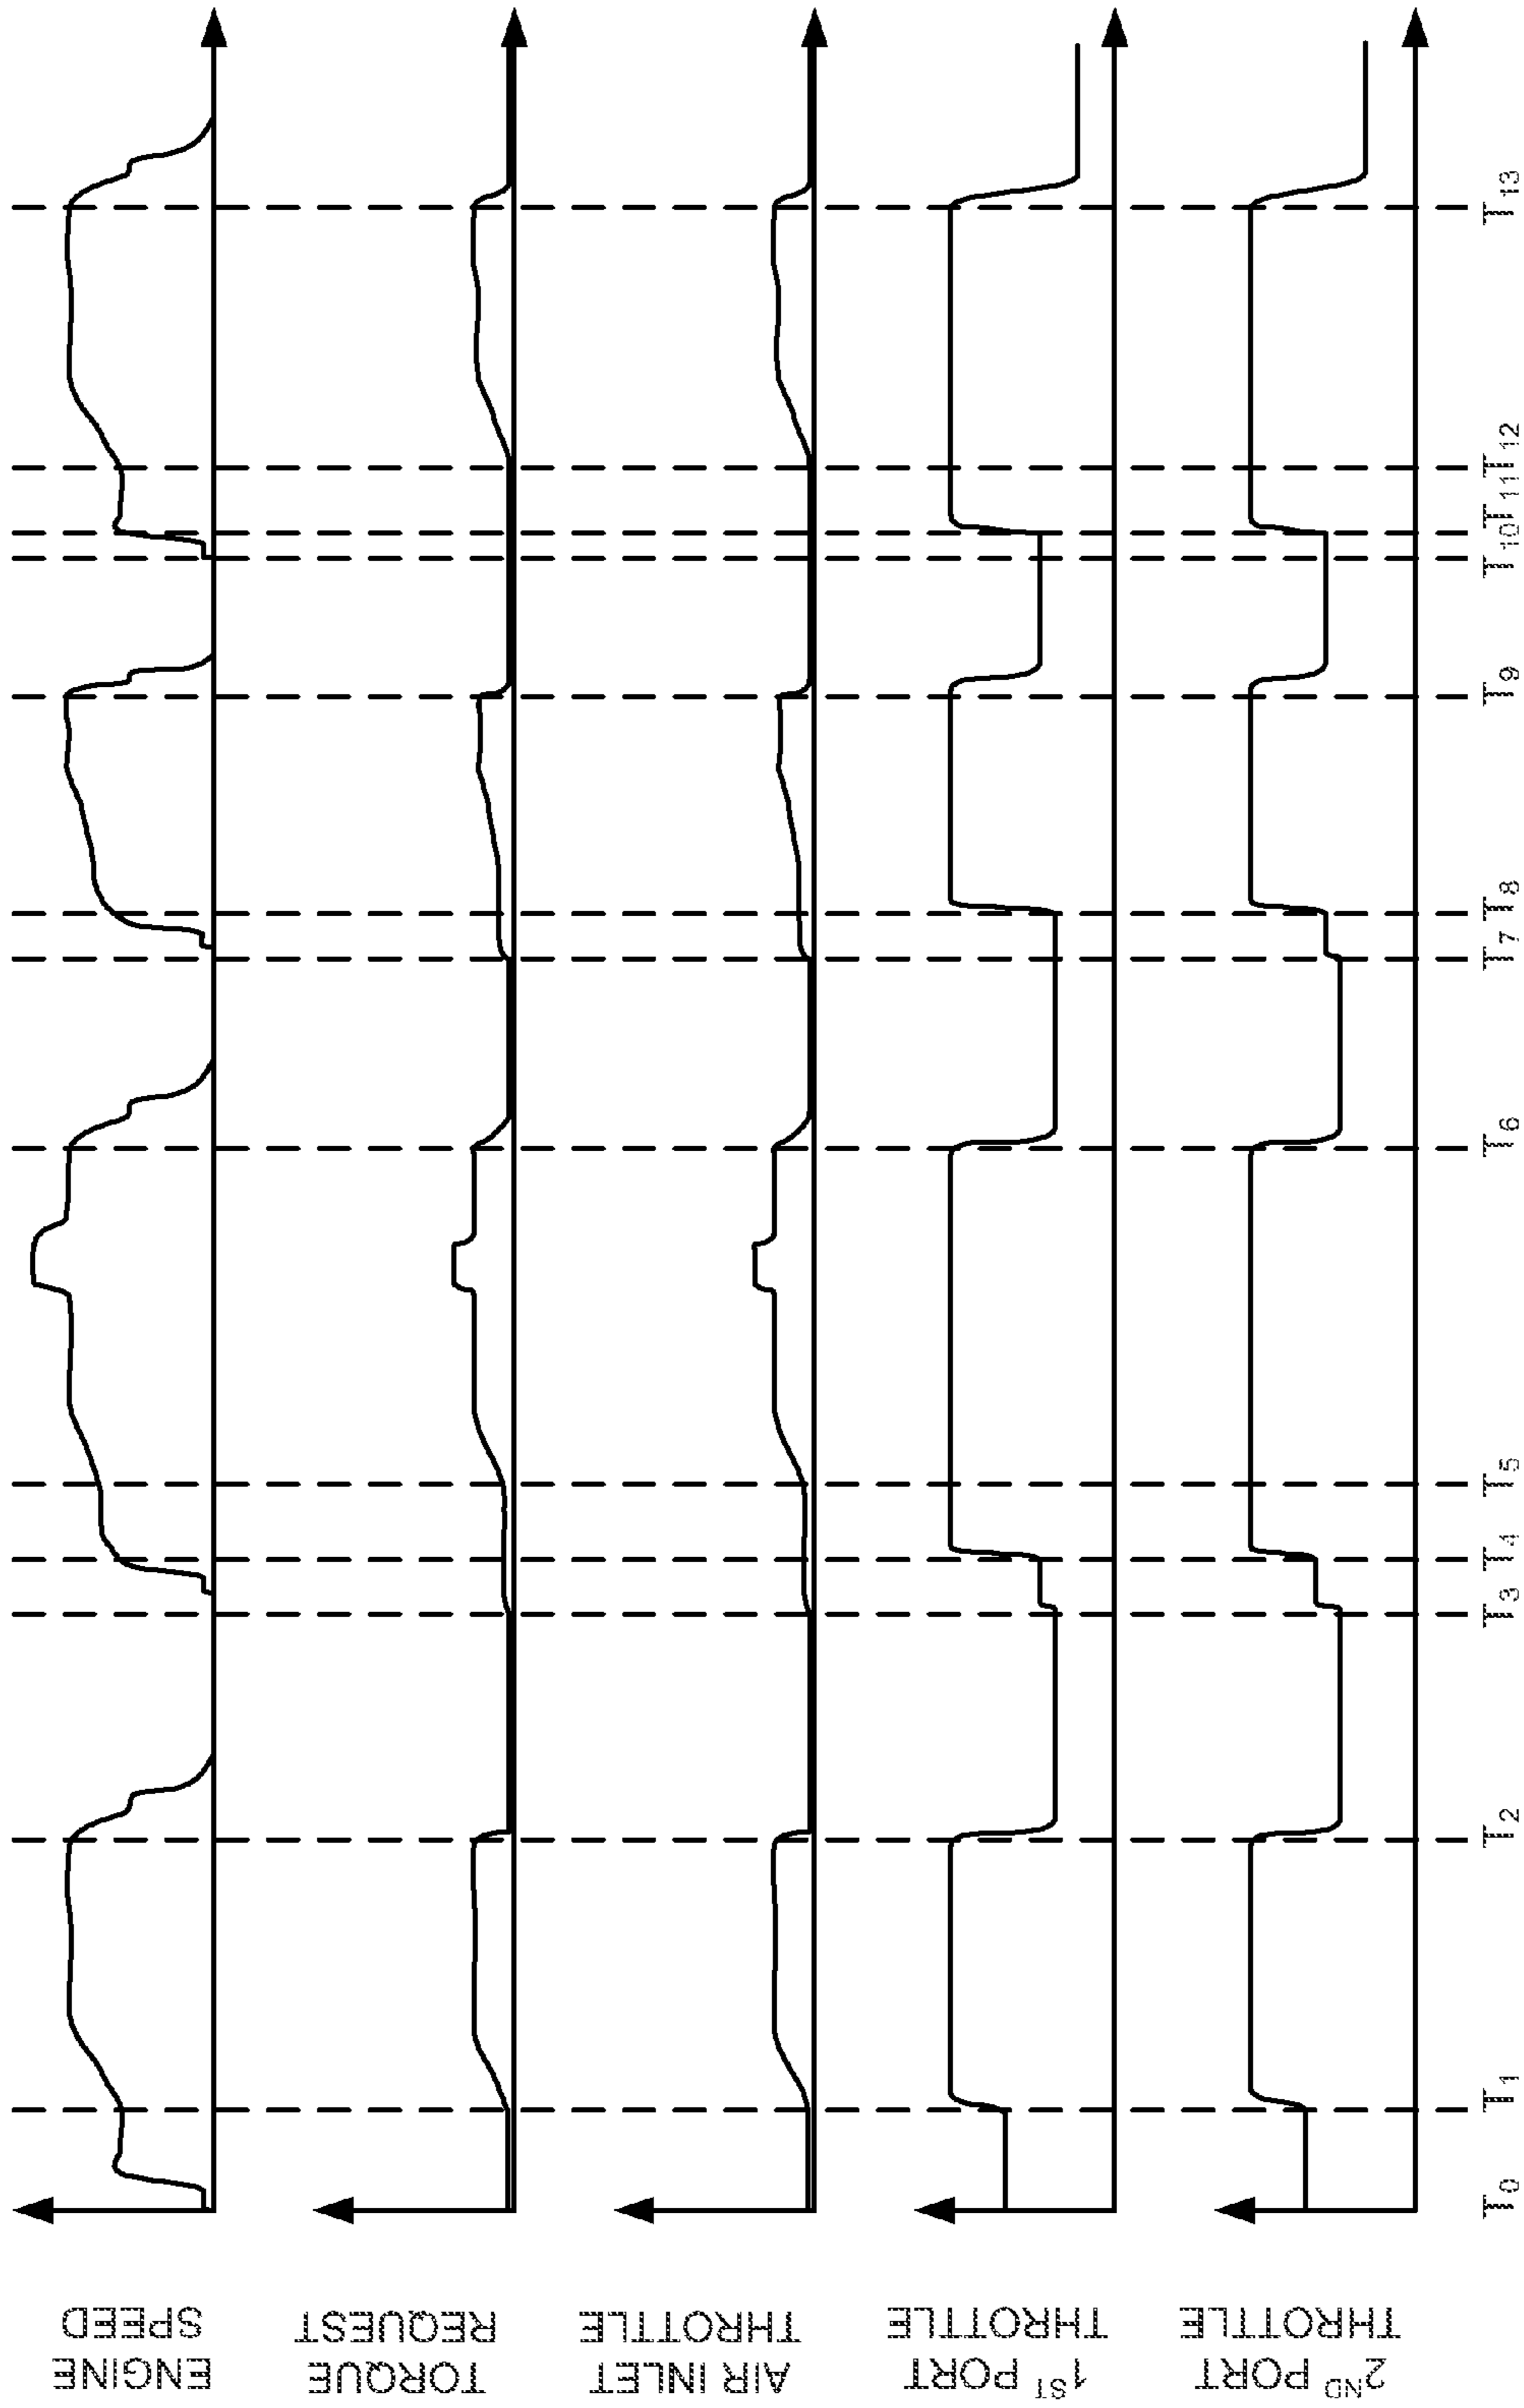 ENGINE
SPEED
TORQUE
REQUEST
AIR INLET
THROTTLE
1ST PORT
THROTTLE
2ND PORT
THROTTLE
T0 T1 T2 T3 T4 T5 T6 T7 T8 T9 T10 T11 T12 T13